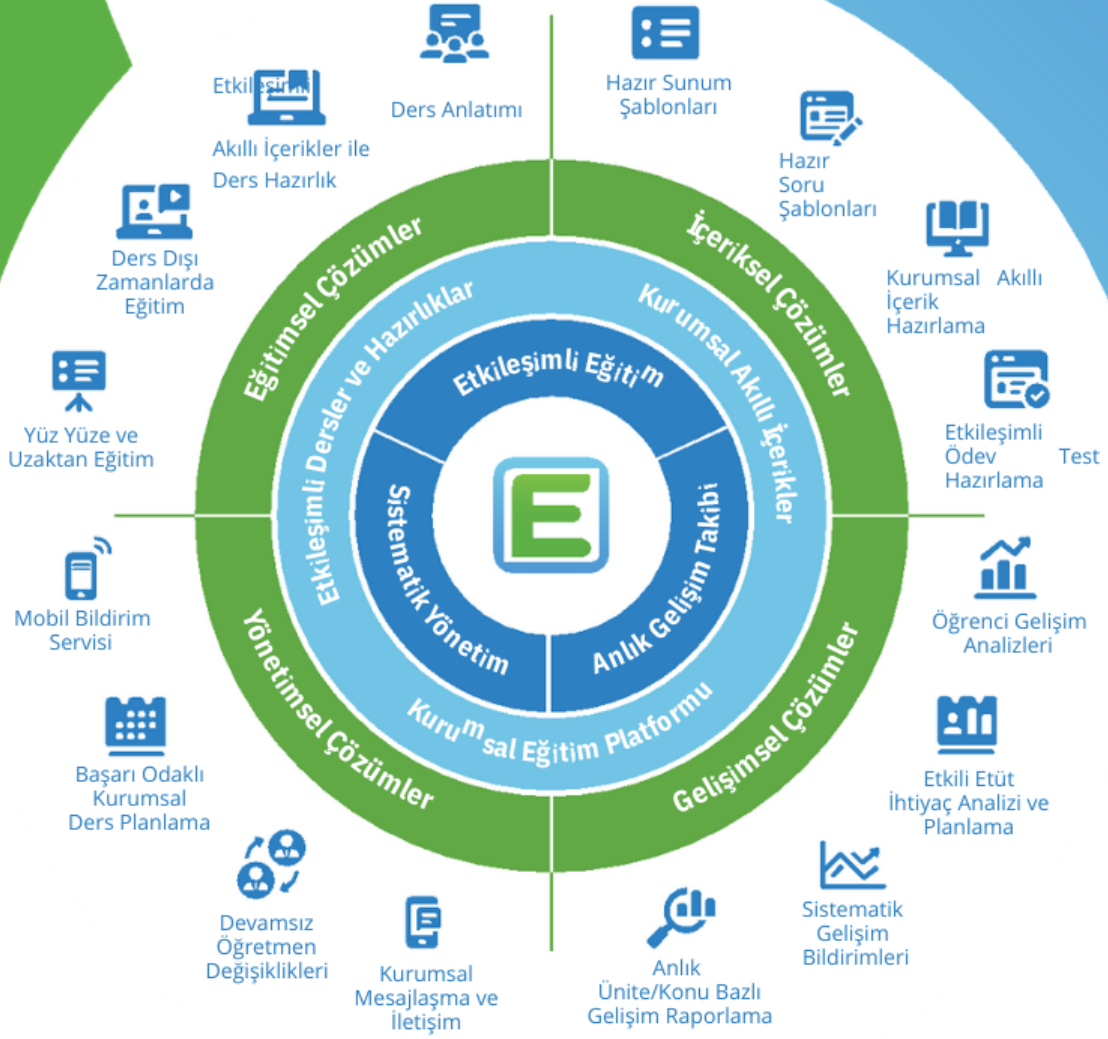 Etkileşimli
Ders Anlatımı
Akıllı İçerikler ile
Ders Hazırlık
Ders Dışı
Zamanlarda
Eğitim
Yüz Yüze ve
Uzaktan Eğitim
Hazır Sunum
Şablonları
Hazır
Soru
Şablonları
Kurumsal Akıllı
İçerik
Hazırlama
Etkileşimli
Ödev Test
Hazırlama
Eğitimsel Çözümler
İçeriksel Çözümler
Etkileşimli Dersler ve Hazırlıklar
Kurumsal Akıllı İçerikler
Etkileşimli Eğitim
Sistematik Yönetim
Anlık Gelişim Takibi
E
Kurumsal Eğitim Platformu
Yönetimsel Çözümler
Gelişimsel Çözümler
Mobil Bildirim
Servisi
Başarı Odaklı
Kurumsal
Ders Planlama
Devamsız
Öğretmen
Değişiklikleri
Kurumsal
Mesajlaşma ve
İletişim
Öğrenci Gelişim
Analizleri
Etkili Etüt
İhtiyaç Analizi ve
Planlama
Sistematik
Gelişim
Bildirimleri
Anlık
Ünite/Konu Bazlı
Gelişim Raporlama